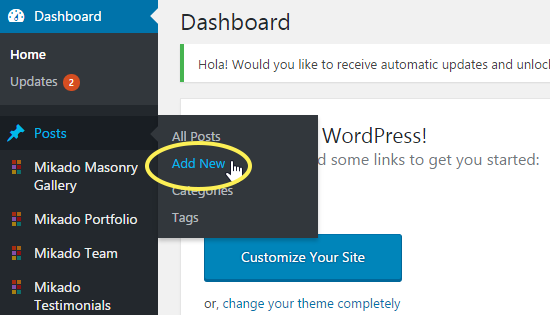 Dashboard
Home
Updates 2
Posts
Mikado Masonry
Gallery
Mikado Portfolio
Mikado Team
Mikado
Testimonials
All Posts
Add New
Categories
Tags
Dashboard
Hola! Would you like to receive automatic updates and unlock
WordPress!
d some links to get you started:
Customize Your Site
or, change your theme completely